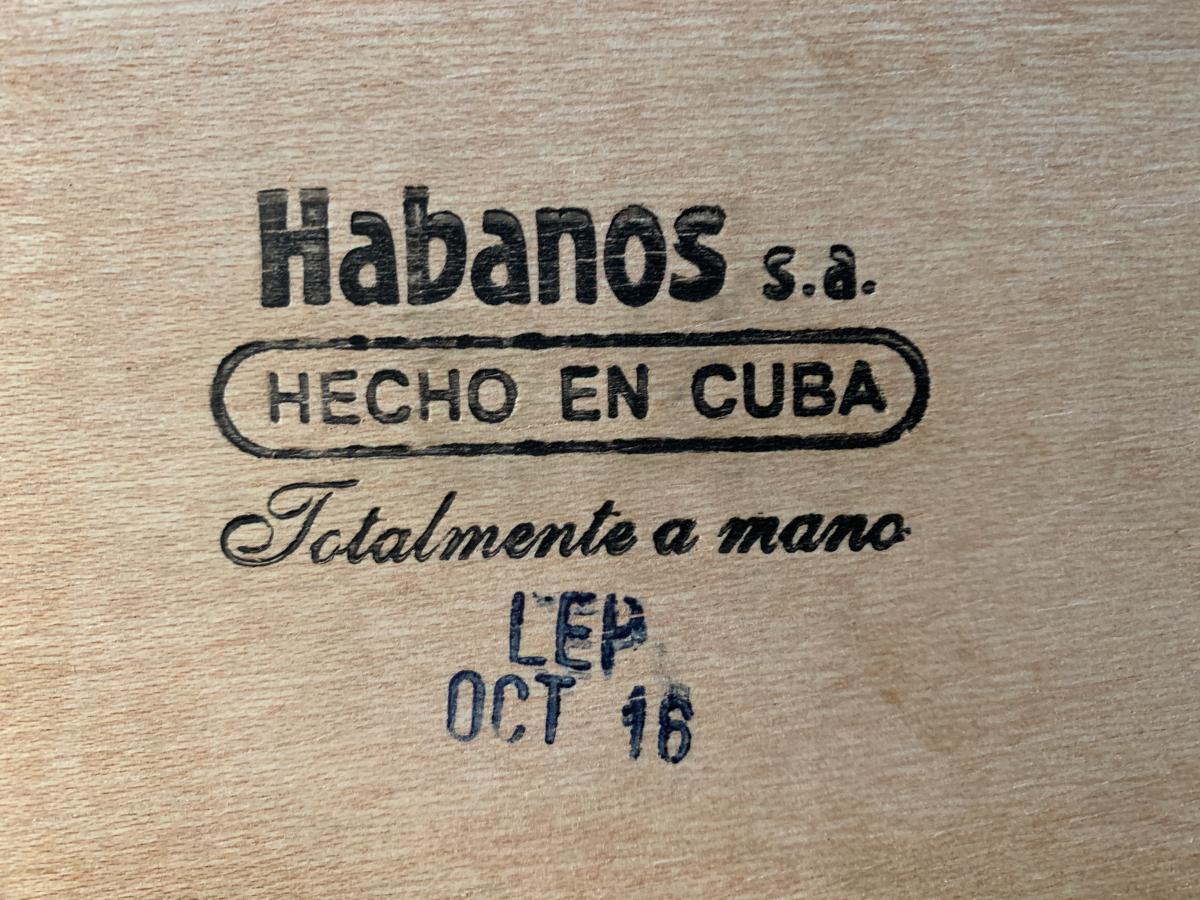 Habanos s.a.
HECHO EN CUBA
Totalmente a mano
LEP
OCT 16